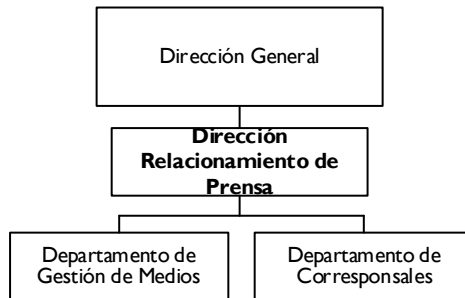 Dirección General
Dirección
Relacionamiento de
Prensa
Departamento de
Gestión de Medios
Departamento de
Corresponsales